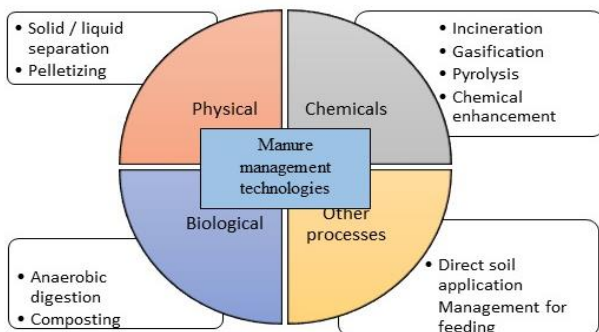 • Solid / liquid
separation
• Pelletizing
• Incineration
• Gasification
• Pyrolysis
• Chemical
enhancement
Physical
Chemicals
Manure
management
technologies
Biological
Other
processes
• Anaerobic
digestion
• Composting
• Direct soil
application
Management for
feeding